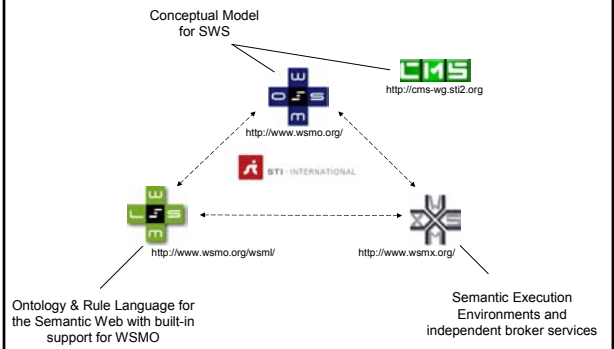 Conceptual Model
for SWS
CMS
http://cms-wg.sti2.org
W
O S S
M
http://www.wsmo.org/
STI · INTERNATIONAL
W
L S S
M
http://www.wsmo.org/wsml/
http://www.wsmx.org/
Ontology & Rule Language for
the Semantic Web with built-in
support for WSMO
Semantic Execution
Environments and
independent broker services